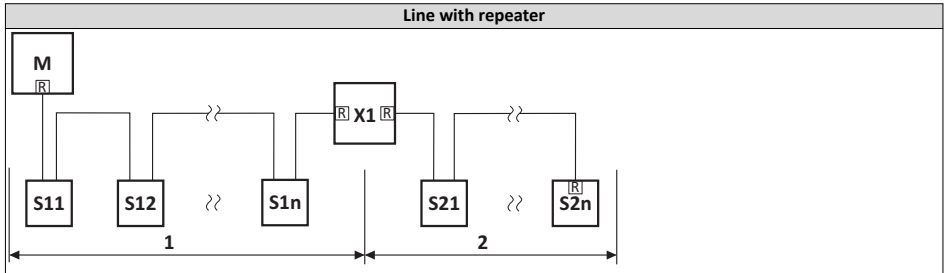 Line with repeater
M
R
R X1 R
S11 S12 S1n S21 R S2n
1 2